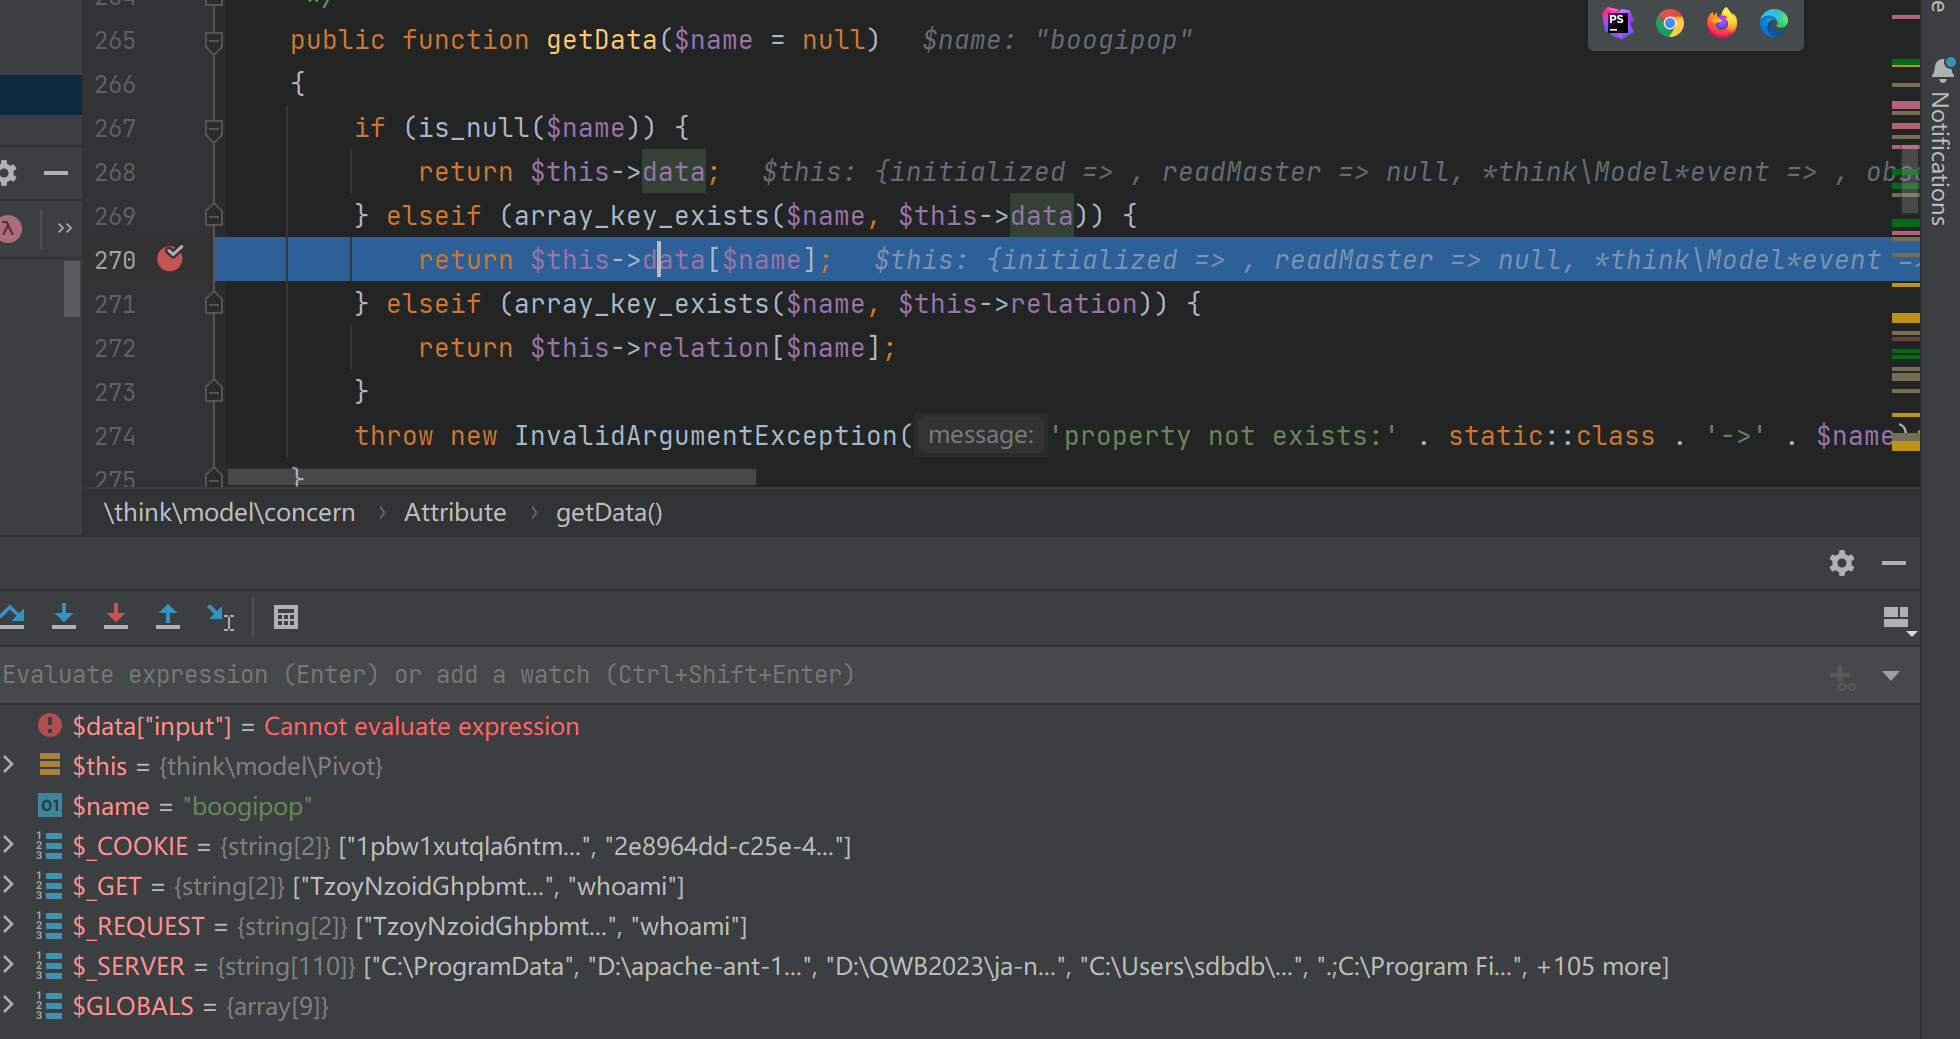 264 */
265 public function getData($name = null) $name: "boogipop"
266 {
267 if (is_null($name)) {
268 return $this->data; $this: {initialized => , readMaster => null, *think\Model*event => , obs
269 } elseif (array_key_exists($name, $this->data)) {
270 return $this->data[$name]; $this: {initialized => , readMaster => null, *think\Model*event =>
271 } elseif (array_key_exists($name, $this->relation)) {
272 return $this->relation[$name];
273 }
274 throw new InvalidArgumentException( message: 'property not exists:' . static::class . '->' . $name)
275 }
PS
Notifications
λ
»
\think\model\concern › Attribute › getData()
Evaluate expression (Enter) or add a watch (Ctrl+Shift+Enter)
$data["input"] = Cannot evaluate expression
$this = {think\model\Pivot}
01 $name = "boogipop"
$_COOKIE = {string[2]} ["1pbw1xutqla6ntm...", "2e8964dd-c25e-4..."]
$_GET = {string[2]} ["TzoyNzoidGhpbmt...", "whoami"]
$_REQUEST = {string[2]} ["TzoyNzoidGhpbmt...", "whoami"]
$_SERVER = {string[110]} ["C:\ProgramData", "D:\apache-ant-1...", "D:\QWB2023\ja-n...", "C:\Users\sdbdb\...", ".;C:\Program Fi...", +105 more]
$GLOBALS = {array[9]}